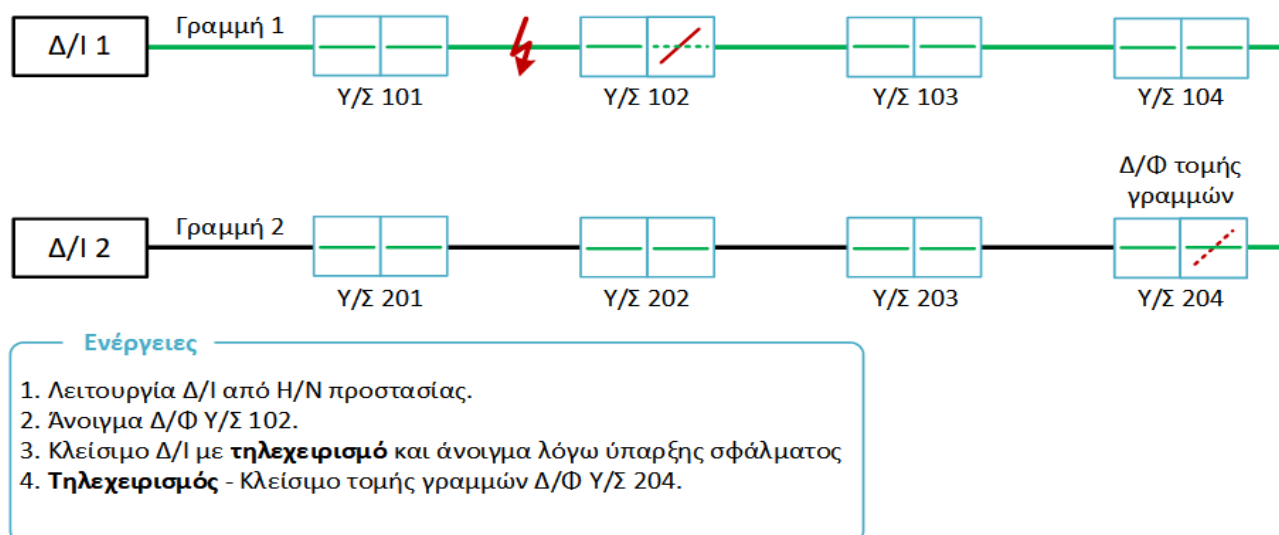 Δ/Ι 1
Γραμμή 1
Υ/Σ 101
Υ/Σ 102
Υ/Σ 103
Υ/Σ 104
Δ/Φ τομής
γραμμών
Δ/Ι 2
Γραμμή 2
Υ/Σ 201
Υ/Σ 202
Υ/Σ 203
Υ/Σ 204
Ενέργειες
1. Λειτουργία Δ/Ι από Η/Ν προστασίας.
2. Άνοιγμα Δ/Φ Υ/Σ 102.
3. Κλείσιμο Δ/Ι με τηλεχειρισμό και άνοιγμα λόγω ύπαρξης σφάλματος
4. Τηλεχειρισμός - Κλείσιμο τομής γραμμών Δ/Φ Υ/Σ 204.